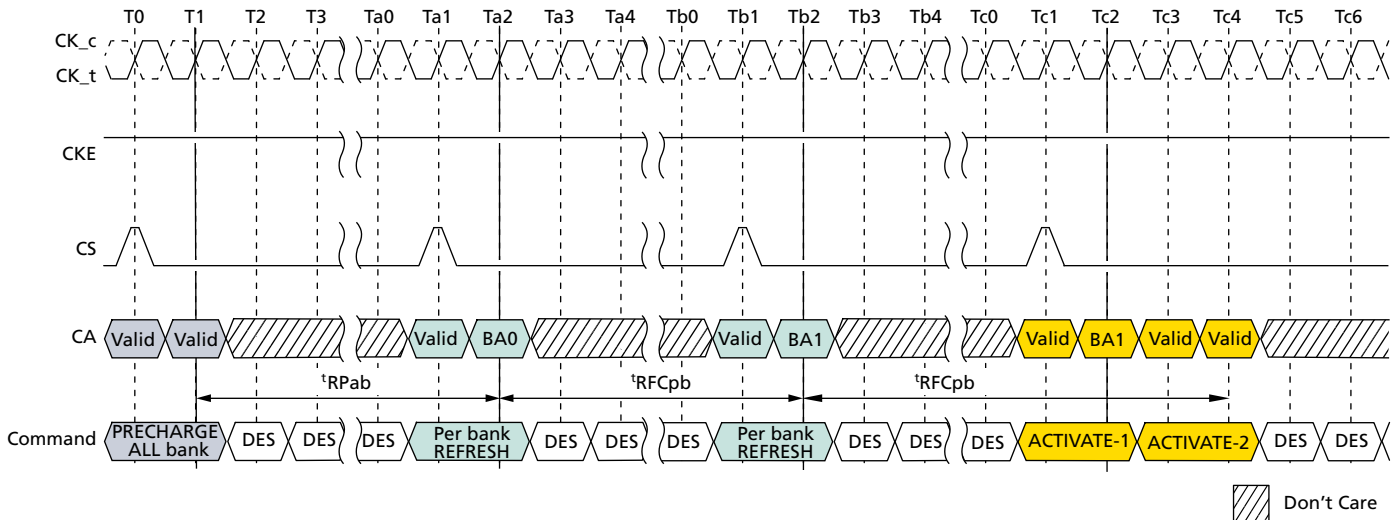 T0 T1 T2 T3 Ta0 Ta1 Ta2 Ta3 Ta4 Tb0 Tb1 Tb2 Tb3 Tb4 Tc0 Tc1 Tc2 Tc3 Tc4 Tc5 Tc6
CK_c
CK_t
CKE
CS
CA Valid Valid Valid BA0 Valid BA1 Valid BA1 Valid Valid
tRPab tRFCpb tRFCpb
Command PRECHARGE ALL bank DES DES DES Per bank REFRESH DES DES DES Per bank REFRESH DES DES DES ACTIVATE-1 ACTIVATE-2 DES DES
Don't Care